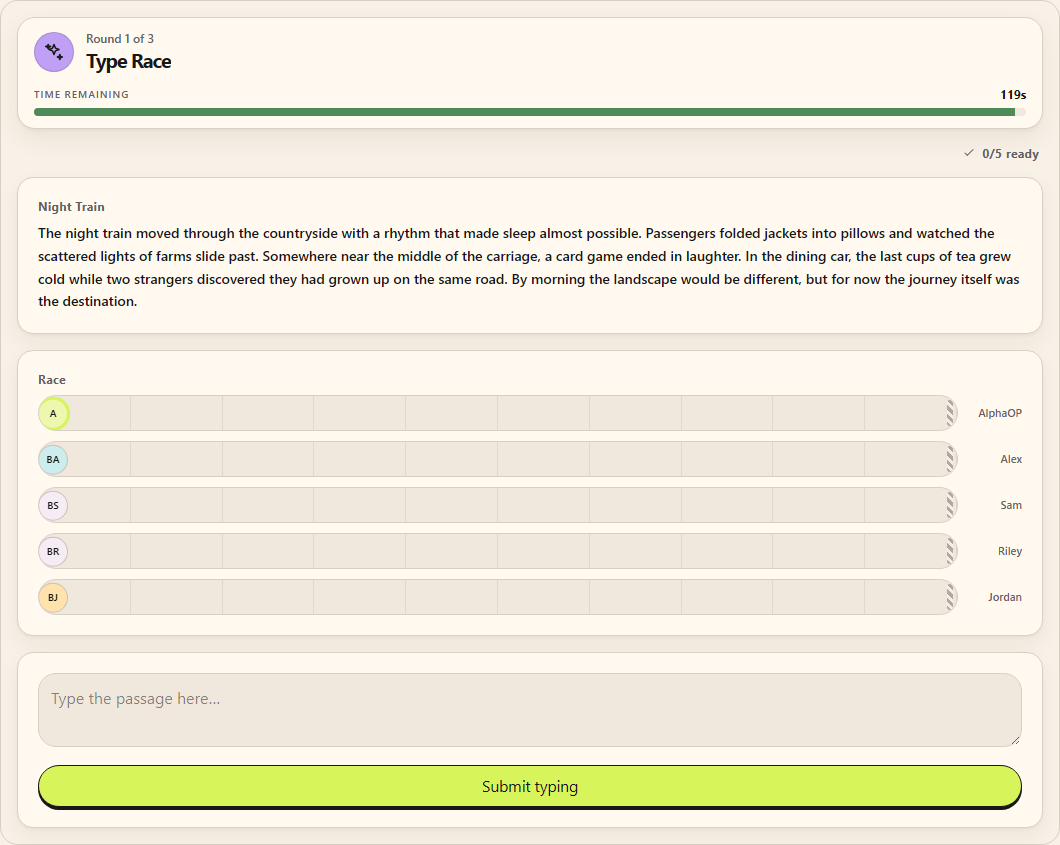 Round 1 of 3
Type Race
TIME REMAINING
119s
0/5 ready
Night Train
The night train moved through the countryside with a rhythm that made sleep almost possible. Passengers folded jackets into pillows and watched the
scattered lights of farms slide past. Somewhere near the middle of the carriage, a card game ended in laughter. In the dining car, the last cups of tea grew
cold while two strangers discovered they had grown up on the same road. By morning the landscape would be different, but for now the journey itself was
the destination.
Race
A
AlphaOP
BA
Alex
BS
Sam
BR
Riley
BJ
Jordan
Type the passage here...
Submit typing